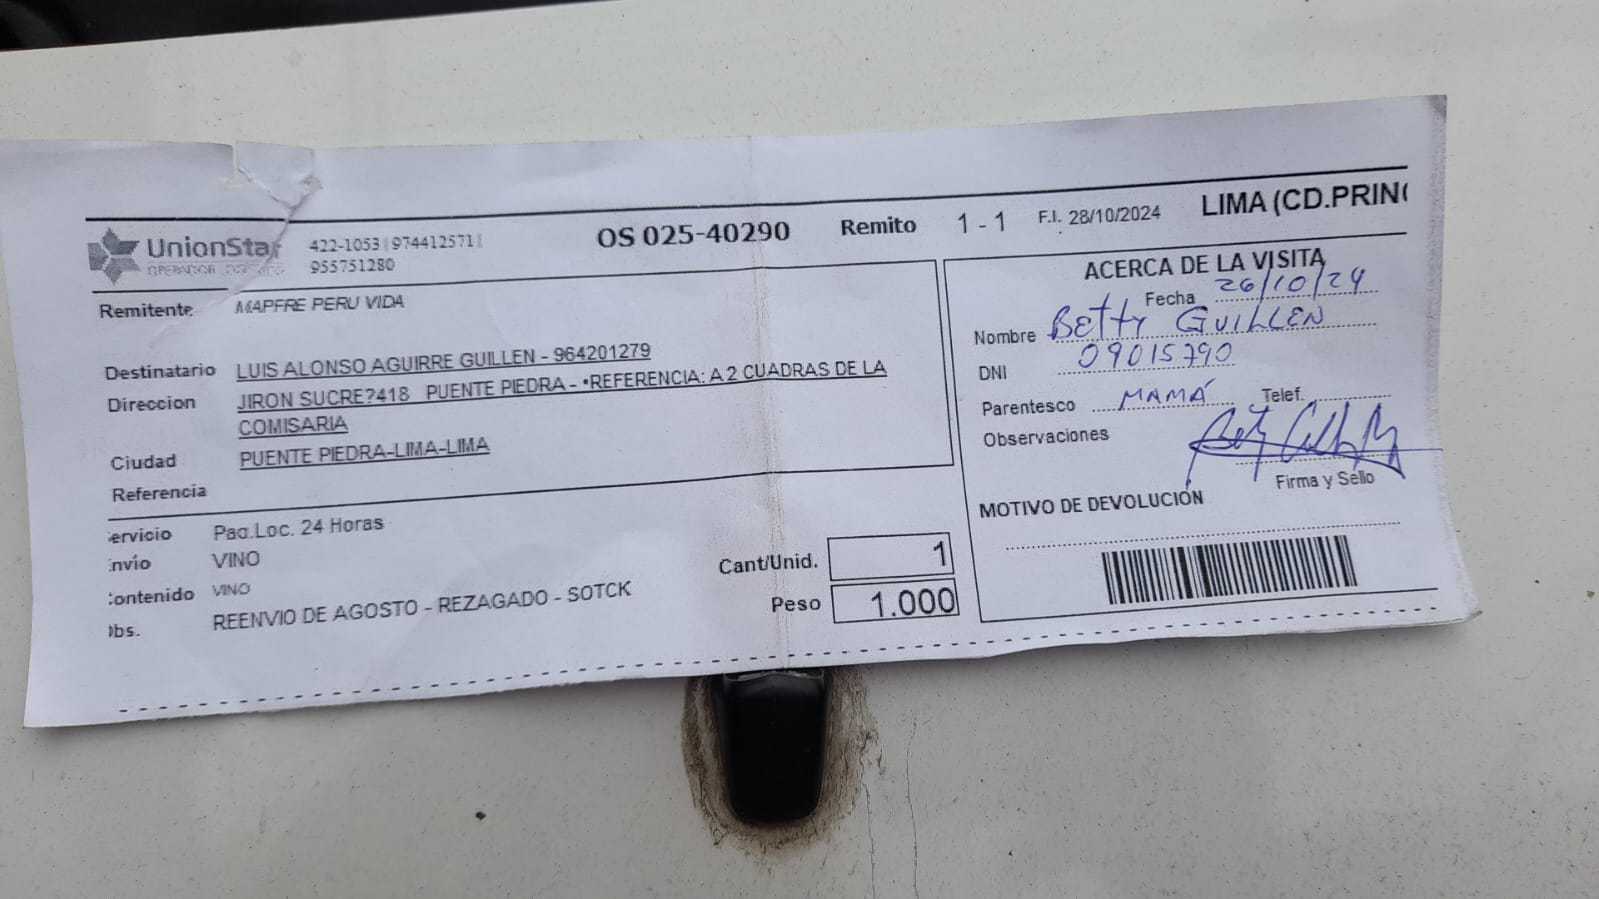 UnionStar 422-1053 | 974412571 |
OPERADOR LOGISTICO 955751280
OS 025-40290 Remito 1 - 1 F.I. 28/10/2024 LIMA (CD.PRINC
Remitente MAPFRE PERU VIDA
Destinatario LUIS ALONSO AGUIRRE GUILLEN - 964201279
Direccion JIRON SUCRE?418 PUENTE PIEDRA - •REFERENCIA: A 2 CUADRAS DE LA
COMISARIA
Ciudad PUENTE PIEDRA-LIMA-LIMA
Referencia
ervicio Paq.Loc. 24 Horas
nvío VINO
ontenido VINO
bs. REENVIO DE AGOSTO - REZAGADO - SOTCK
Cant/Unid. 1
Peso 1.000
ACERCA DE LA VISITA
Fecha 26/10/24
Nombre Betty GUILLEN
DNI 09015790
Parentesco MAMÁ Telef.
Observaciones
Firma y Sello
MOTIVO DE DEVOLUCIÓN